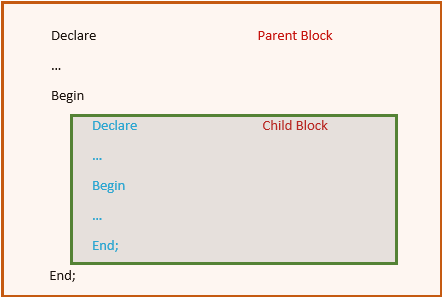 Declare Parent Block
...
Begin
Declare Child Block
...
Begin
...
End;
End;